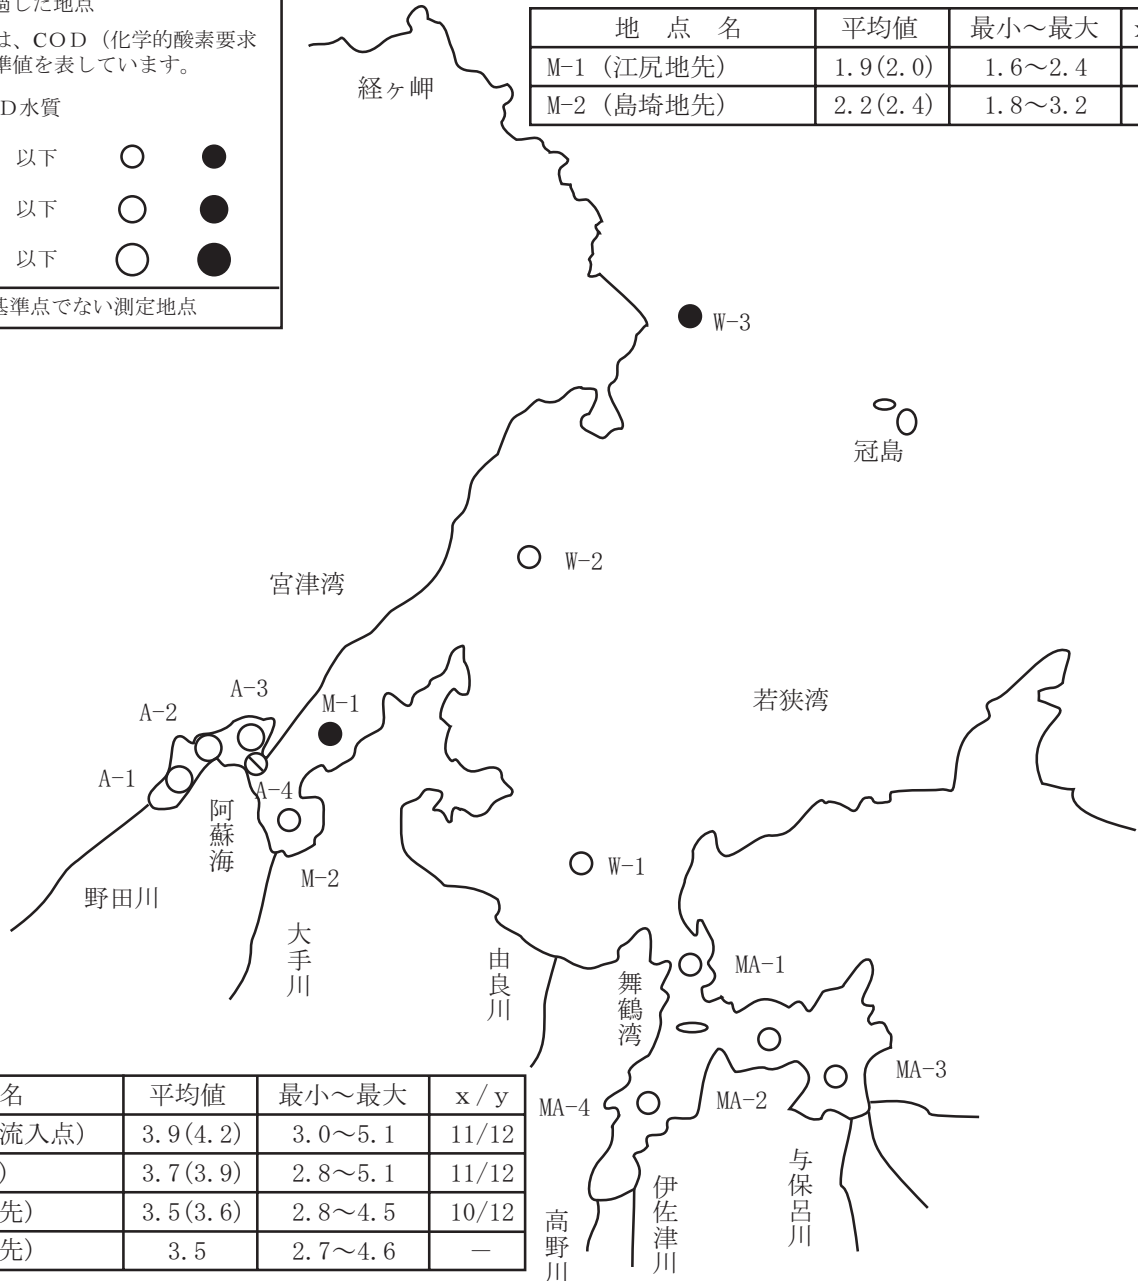 した地点
は、COD（化学的酸素要求
準値を表しています。
D水質
以下
以下
以下
基準点でない測定地点
地 点 名 平均値 最小～最大
M-1 (江尻地先) 1.9(2.0) 1.6～2.4
M-2 (島埼地先) 2.2(2.4) 1.8～3.2
経ヶ岬
W-3
冠島
W-2
宮津湾
若狭湾
A-3
A-2
M-1
A-1
A-4
阿蘇海
M-2
野田川
W-1
大手川
由良川
舞鶴湾
MA-1
MA-3
MA-2
MA-4
与保呂川
伊佐津川
高野川
名 平均値 最小～最大 x/y
流入点) 3.9(4.2) 3.0～5.1 11/12
) 3.7(3.9) 2.8～5.1 11/12
先) 3.5(3.6) 2.8～4.5 10/12
先) 3.5 2.7～4.6 －